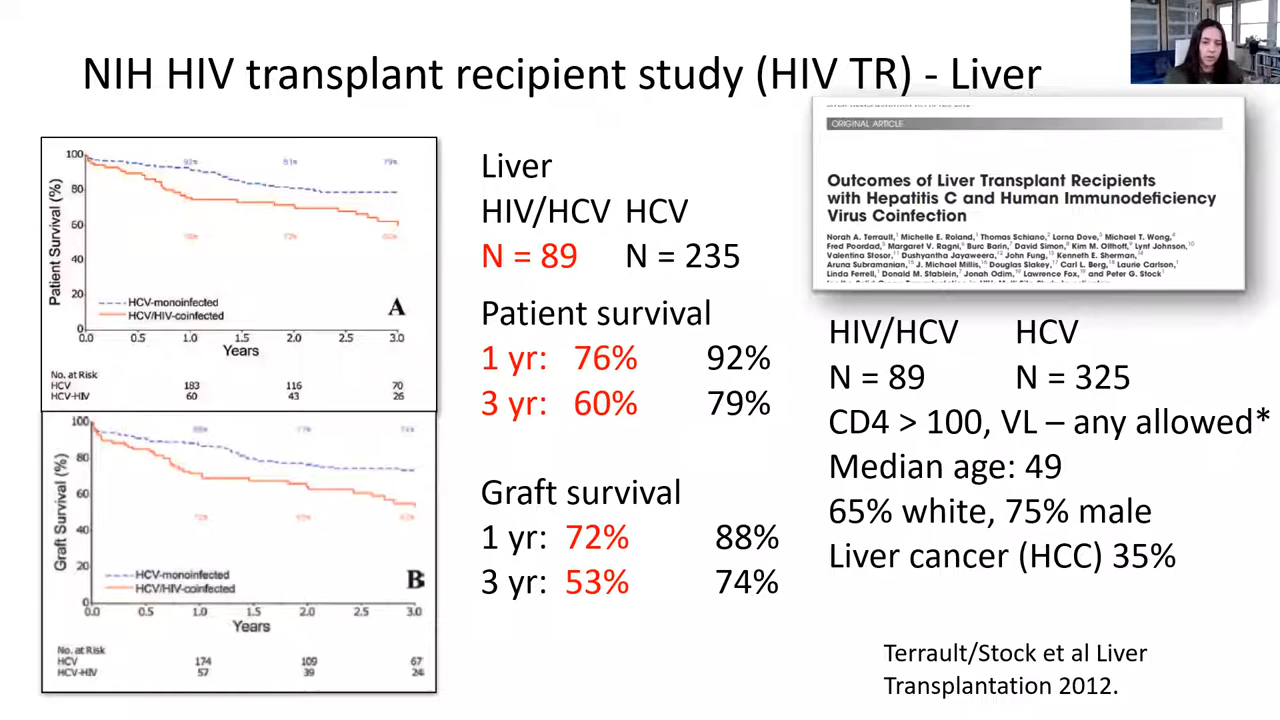 NIH HIV transplant recipient study (HIV TR) - Liver
100
80
60
40
20
0
Patient Survival (%)
92%
81%
79%
72%
60%
HCV-monoinfected
HCV/HIV-coinfected
A
0.0 0.5 1.0 1.5 2.0 2.5 3.0
Years
No. at Risk
HCV 183 116 70
HCV-HIV 60 43 26
100
80
60
40
20
0
Graft Survival (%)
88%
77%
74%
72%
HCV-monoinfected
HCV/HIV-coinfected
B
0.0 0.5 1.0 1.5 2.0 2.5 3.0
Years
No. at Risk
HCV 174 109 67
HCV-HIV 57 39 24
Liver
HIV/HCV HCV
N = 89 N = 235
Patient survival
1 yr: 76% 92%
3 yr: 60% 79%
Graft survival
1 yr: 72% 88%
3 yr: 53% 74%
ORIGINAL ARTICLE
Outcomes of Liver Transplant Recipients
with Hepatitis C and Human Immunodeficiency
Virus Coinfection
Norah A. Terrault, Michelle E. Roland, Thomas Schiano, Lorna Dove, Michael T. Wong,
Fred Poordad, Margaret V. Ragni, Burc Barin, David Simon, Kim M. Olthoff, Lynt Johnson,
Valentina Stosor, Dushyantha Jayaweera, John Fung, Kenneth E. Sherman,
Aruna Subramanian, J. Michael Millis, Douglas Slakey, Carl L. Berg, Laurie Carlson,
Linda Ferrell, Donald M. Stablein, Jonah Odim, Lawrence Fox, and Peter G. Stock
HIV/HCV HCV
N = 89 N = 325
CD4 > 100, VL – any allowed*
Median age: 49
65% white, 75% male
Liver cancer (HCC) 35%
Terrault/Stock et al Liver
Transplantation 2012.